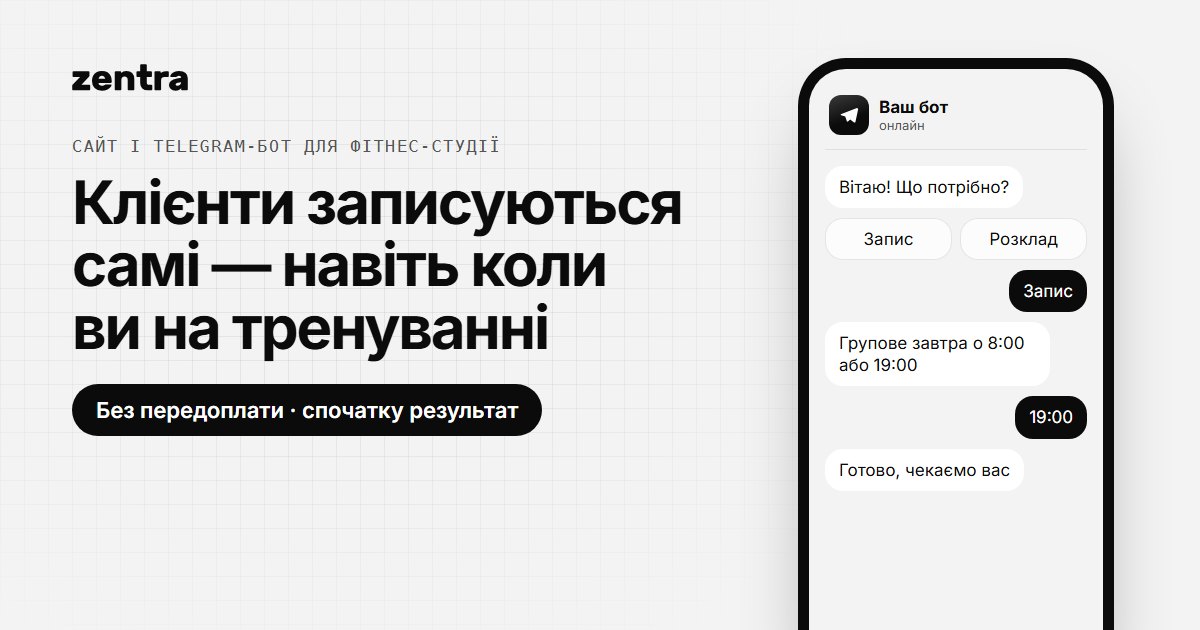 zentra
САЙТ І TELEGRAM-БОТ ДЛЯ ФІТНЕС-СТУДІЇ
Клієнти записуються
самі — навіть коли
ви на тренуванні
Без передоплати · спочатку результат
Ваш бот
онлайн
Вітаю! Що потрібно?
Запис
Розклад
Запис
Групове завтра о 8:00
або 19:00
19:00
Готово, чекаємо вас